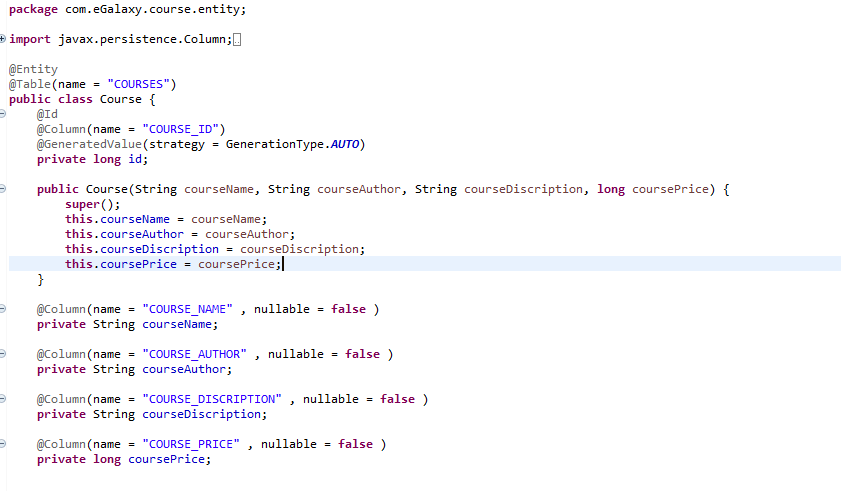 package com.eGalaxy.course.entity;
import javax.persistence.Column;
@Entity
@Table(name = "COURSES")
public class Course {
@Id
@Column(name = "COURSE_ID")
@GeneratedValue(strategy = GenerationType.AUTO)
private long id;
public Course(String courseName, String courseAuthor, String courseDiscription, long coursePrice) {
super();
this.courseName = courseName;
this.courseAuthor = courseAuthor;
this.courseDiscription = courseDiscription;
this.coursePrice = coursePrice;
}
@Column(name = "COURSE_NAME" , nullable = false )
private String courseName;
@Column(name = "COURSE_AUTHOR" , nullable = false )
private String courseAuthor;
@Column(name = "COURSE_DISCRIPTION" , nullable = false )
private String courseDiscription;
@Column(name = "COURSE_PRICE" , nullable = false )
private long coursePrice;